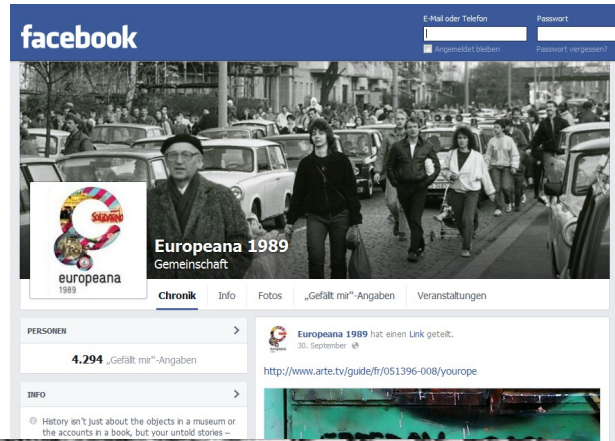 facebook
E-Mail oder Telefon
Passwort
Angemeldet bleiben
Passwort vergessen?
SOLIDARNOŚĆ
europeana
1989
Europeana 1989
Gemeinschaft
Chronik Info Fotos „Gefällt mir“-Angaben Veranstaltungen
PERSONEN
4.294 „Gefällt mir“-Angaben
INFO
History isn't just about the objects in a museum or
the accounts in a book, but your untold stories –
Europeana 1989 hat einen Link geteilt.
30. September
http://www.arte.tv/guide/fr/051396-008/yourope